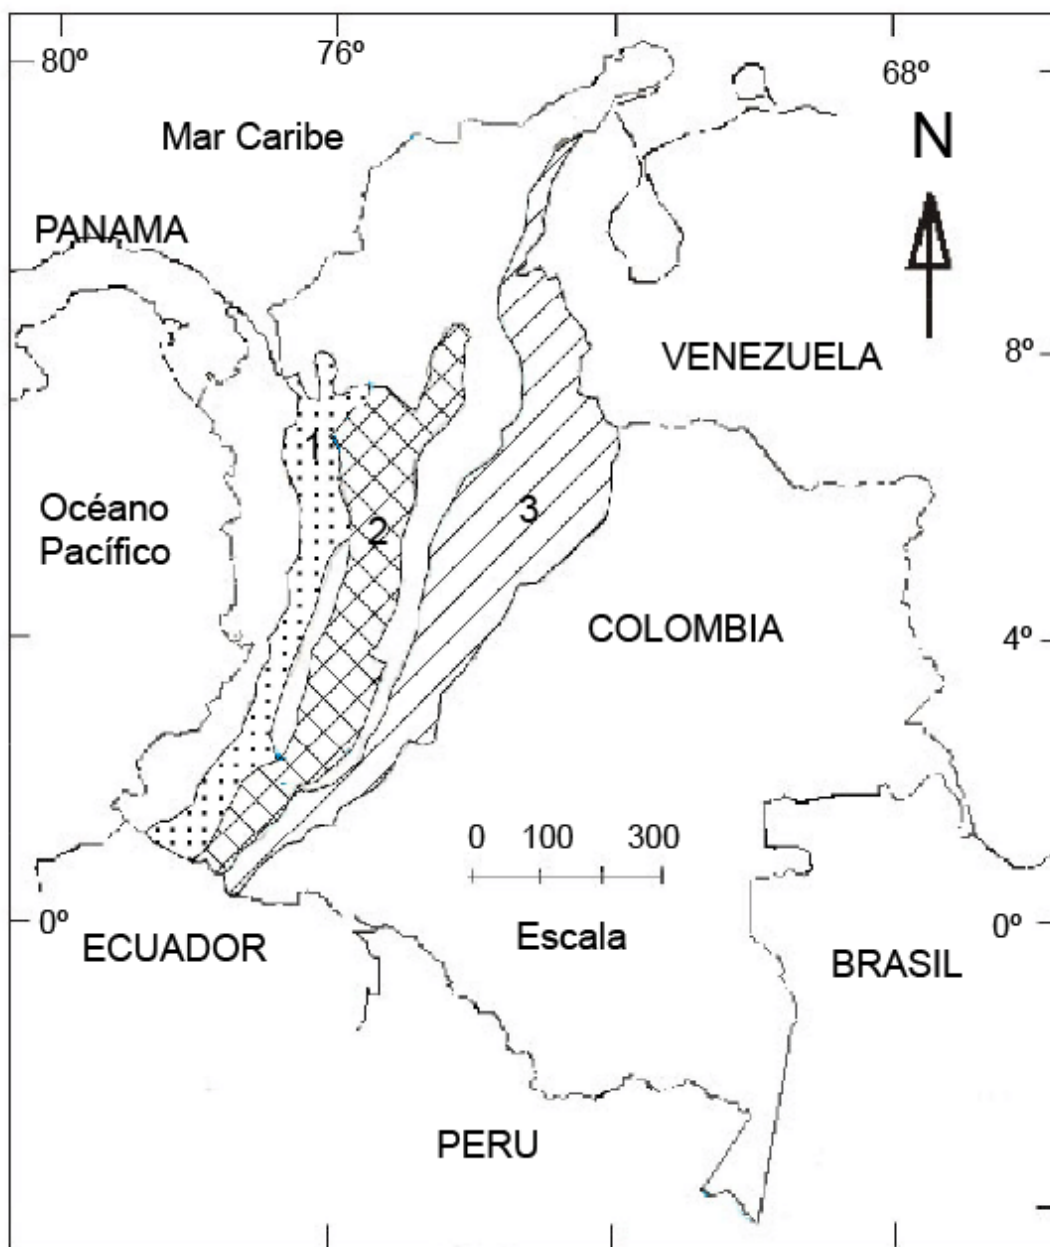 80º
76º
68º
Mar Caribe
N
PANAMA
VENEZUELA
8º
1
2
3
Océano
Pacífico
COLOMBIA
4º
0 100 300
Escala
0º
0º
ECUADOR
BRASIL
PERU